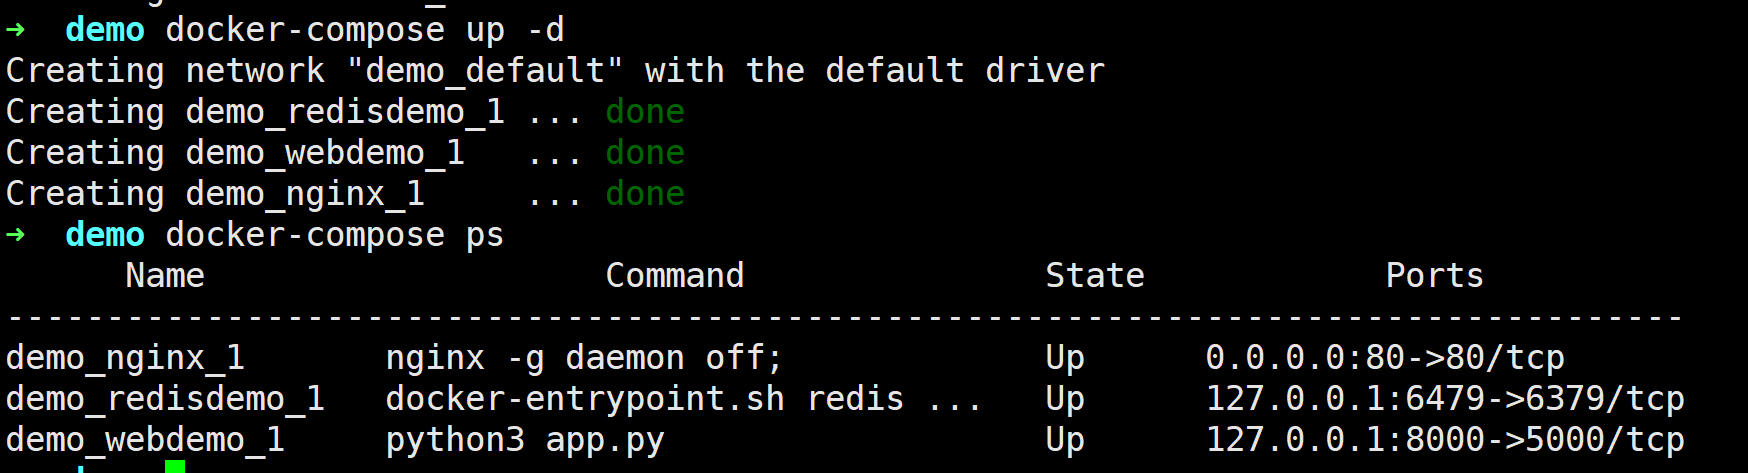 ➜  demo docker-compose up -d
Creating network "demo_default" with the default driver
Creating demo_redisdemo_1 ... done
Creating demo_webdemo_1   ... done
Creating demo_nginx_1     ... done
➜  demo docker-compose ps
      Name                    Command               State            Ports
------------------------------------------------------------------------------------
demo_nginx_1       nginx -g daemon off;             Up      0.0.0.0:80->80/tcp
demo_redisdemo_1   docker-entrypoint.sh redis ...   Up      127.0.0.1:6479->6379/tcp
demo_webdemo_1     python3 app.py                   Up      127.0.0.1:8000->5000/tcp